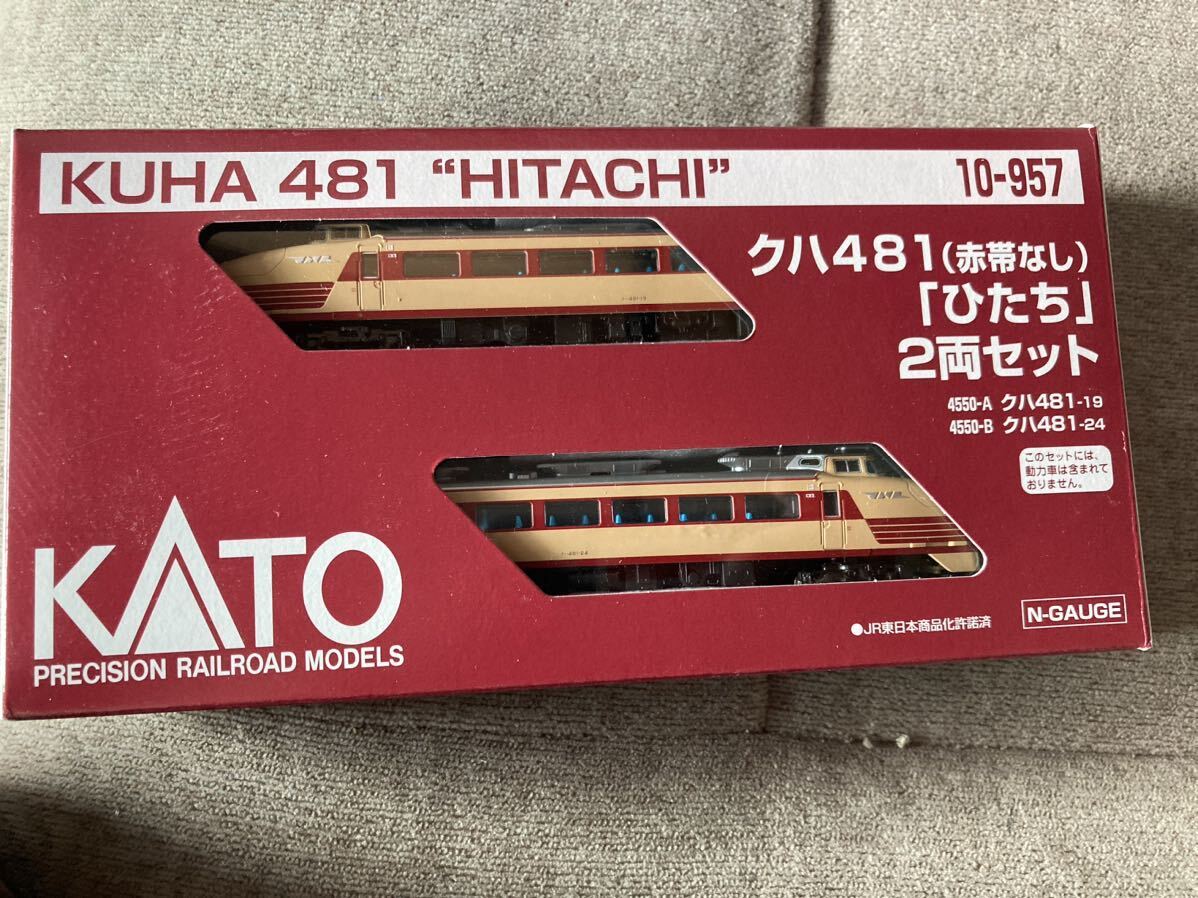 KUHA 481 “HITACHI”
10-957
クハ481(赤帯なし)
「ひたち」
2両セット
4550-A クハ481-19
4550-B クハ481-24
このセットには、
動力車は含まれて
おりません。
KATO
PRECISION RAILROAD MODELS
●JR東日本商品化許諾済
N-GAUGE